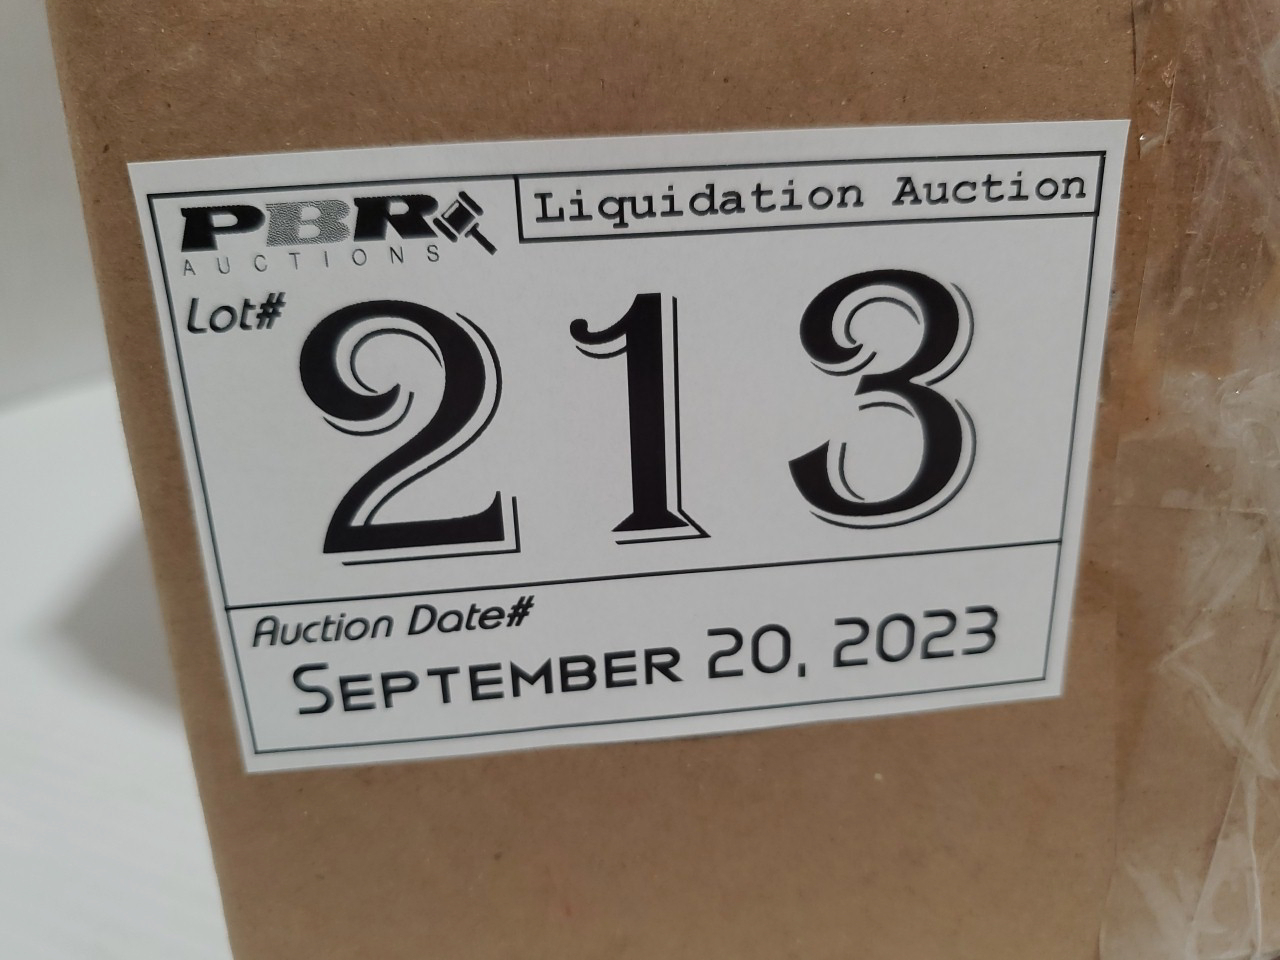 PBR
AUCTIONS
Liquidation Auction
Lot#
213
Auction Date#
SEPTEMBER 20, 2023